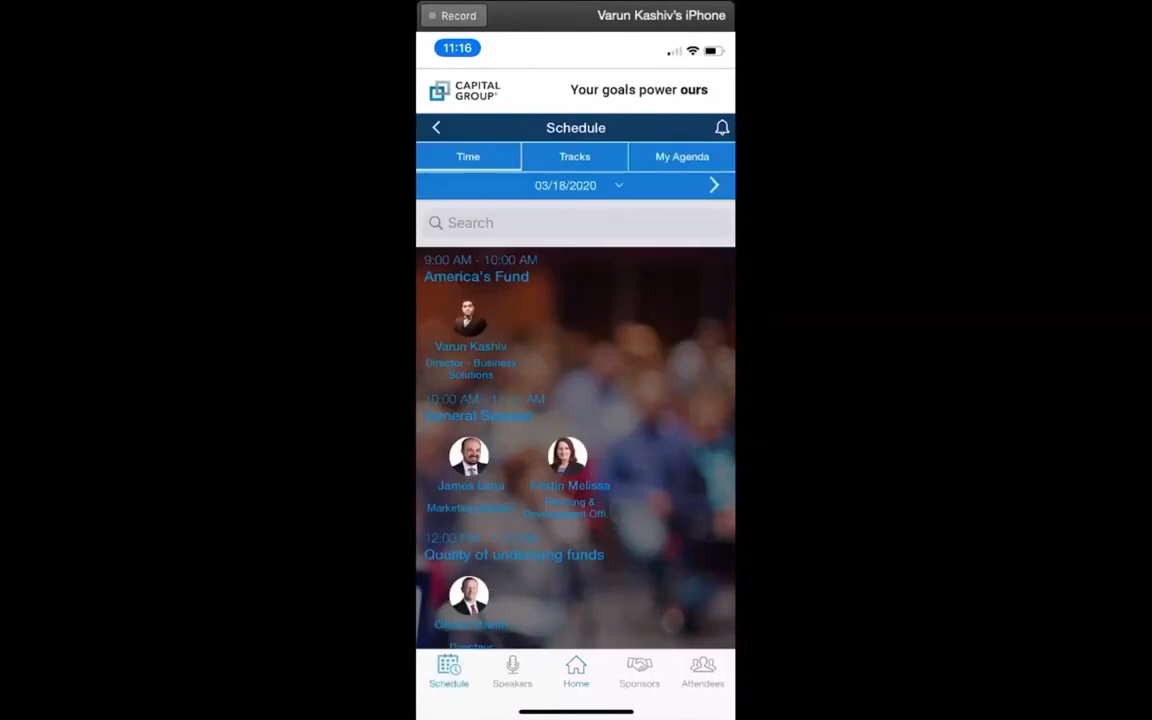 Record
Varun Kashiv's iPhone
11:16
CAPITAL
GROUP®
Your goals power ours
Schedule
Time
Tracks
My Agenda
03/18/2020
Search
9:00 AM - 10:00 AM
America's Fund
Varun Kashiv
Director - Business
Solutions
10:00 AM -
AM
General
James
Melissa
&
Quality of underlying funds
Directeur
Schedule
Speakers
Home
Sponsors
Attendees